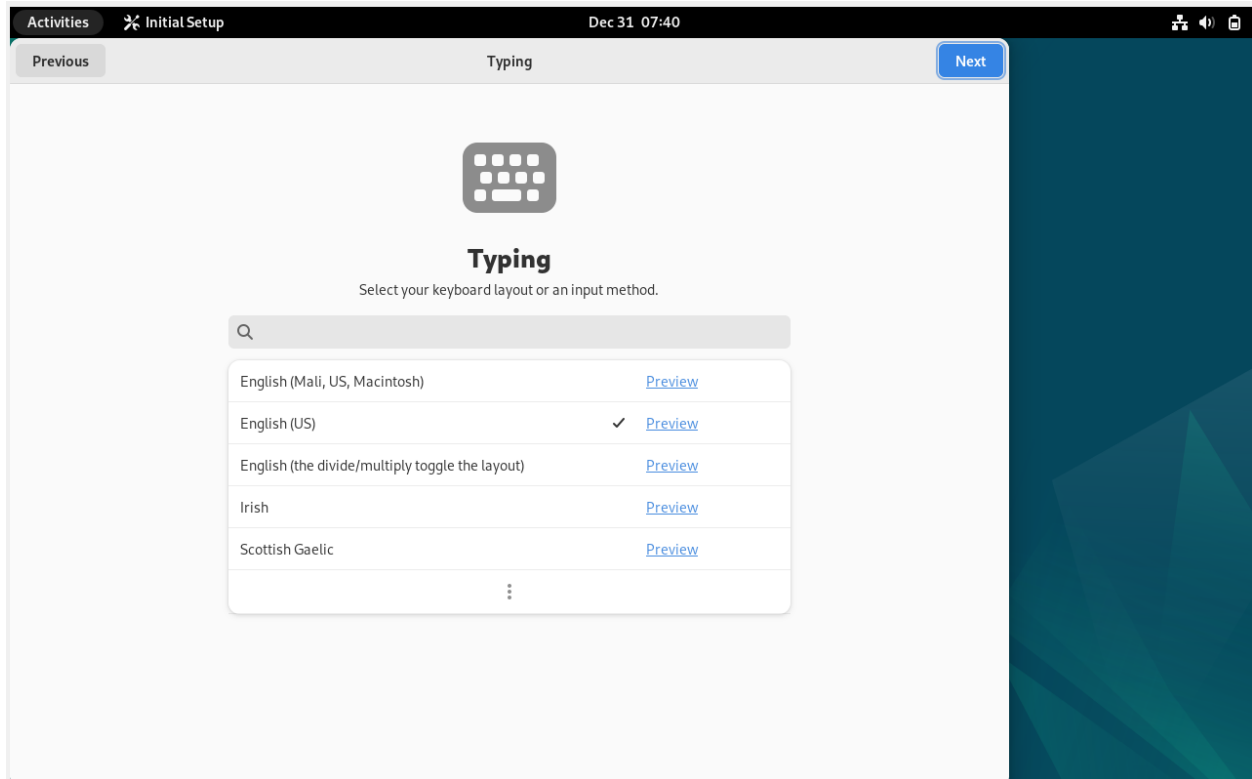 Activities Initial Setup Dec 31 07:40
Previous Typing Next
Typing
Select your keyboard layout or an input method.
English (Mali, US, Macintosh) Preview
English (US) Preview
English (the divide/multiply toggle the layout) Preview
Irish Preview
Scottish Gaelic Preview